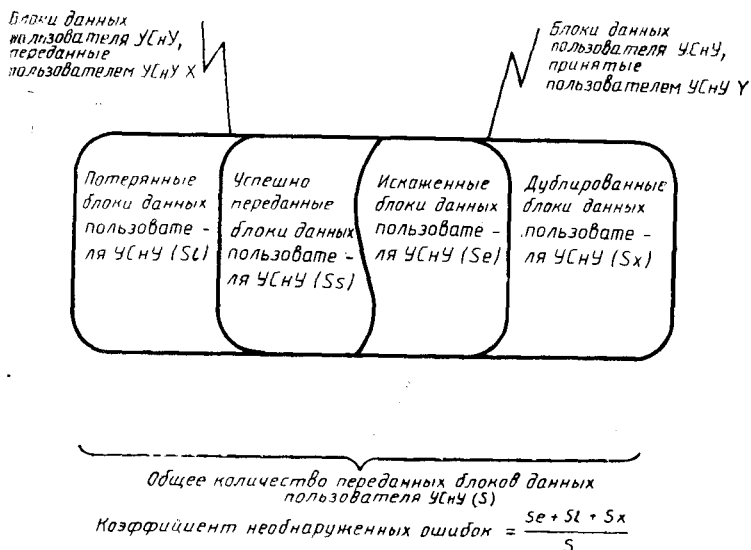 Блоки данных
пользователя УСнУ,
переданные
пользователем УСнУ X
Блоки данных
пользователя УСнУ,
принятые
пользователем УСнУ Y
Потерянные
блоки данных
пользовате -
ля УСнУ (Sl)
Успешно
переданные
блоки данных
пользовате -
ля УСнУ (Ss)
Искаженные
блоки данных
пользовате -
ля УСнУ (Se)
Дублированные
блоки данных
пользовате -
ля УСнУ (Sx)
Общее количество переданных блоков данных
пользователя УСнУ (S)
Коэффициент необнаруженных ошибок = Se + Sl + Sx
S